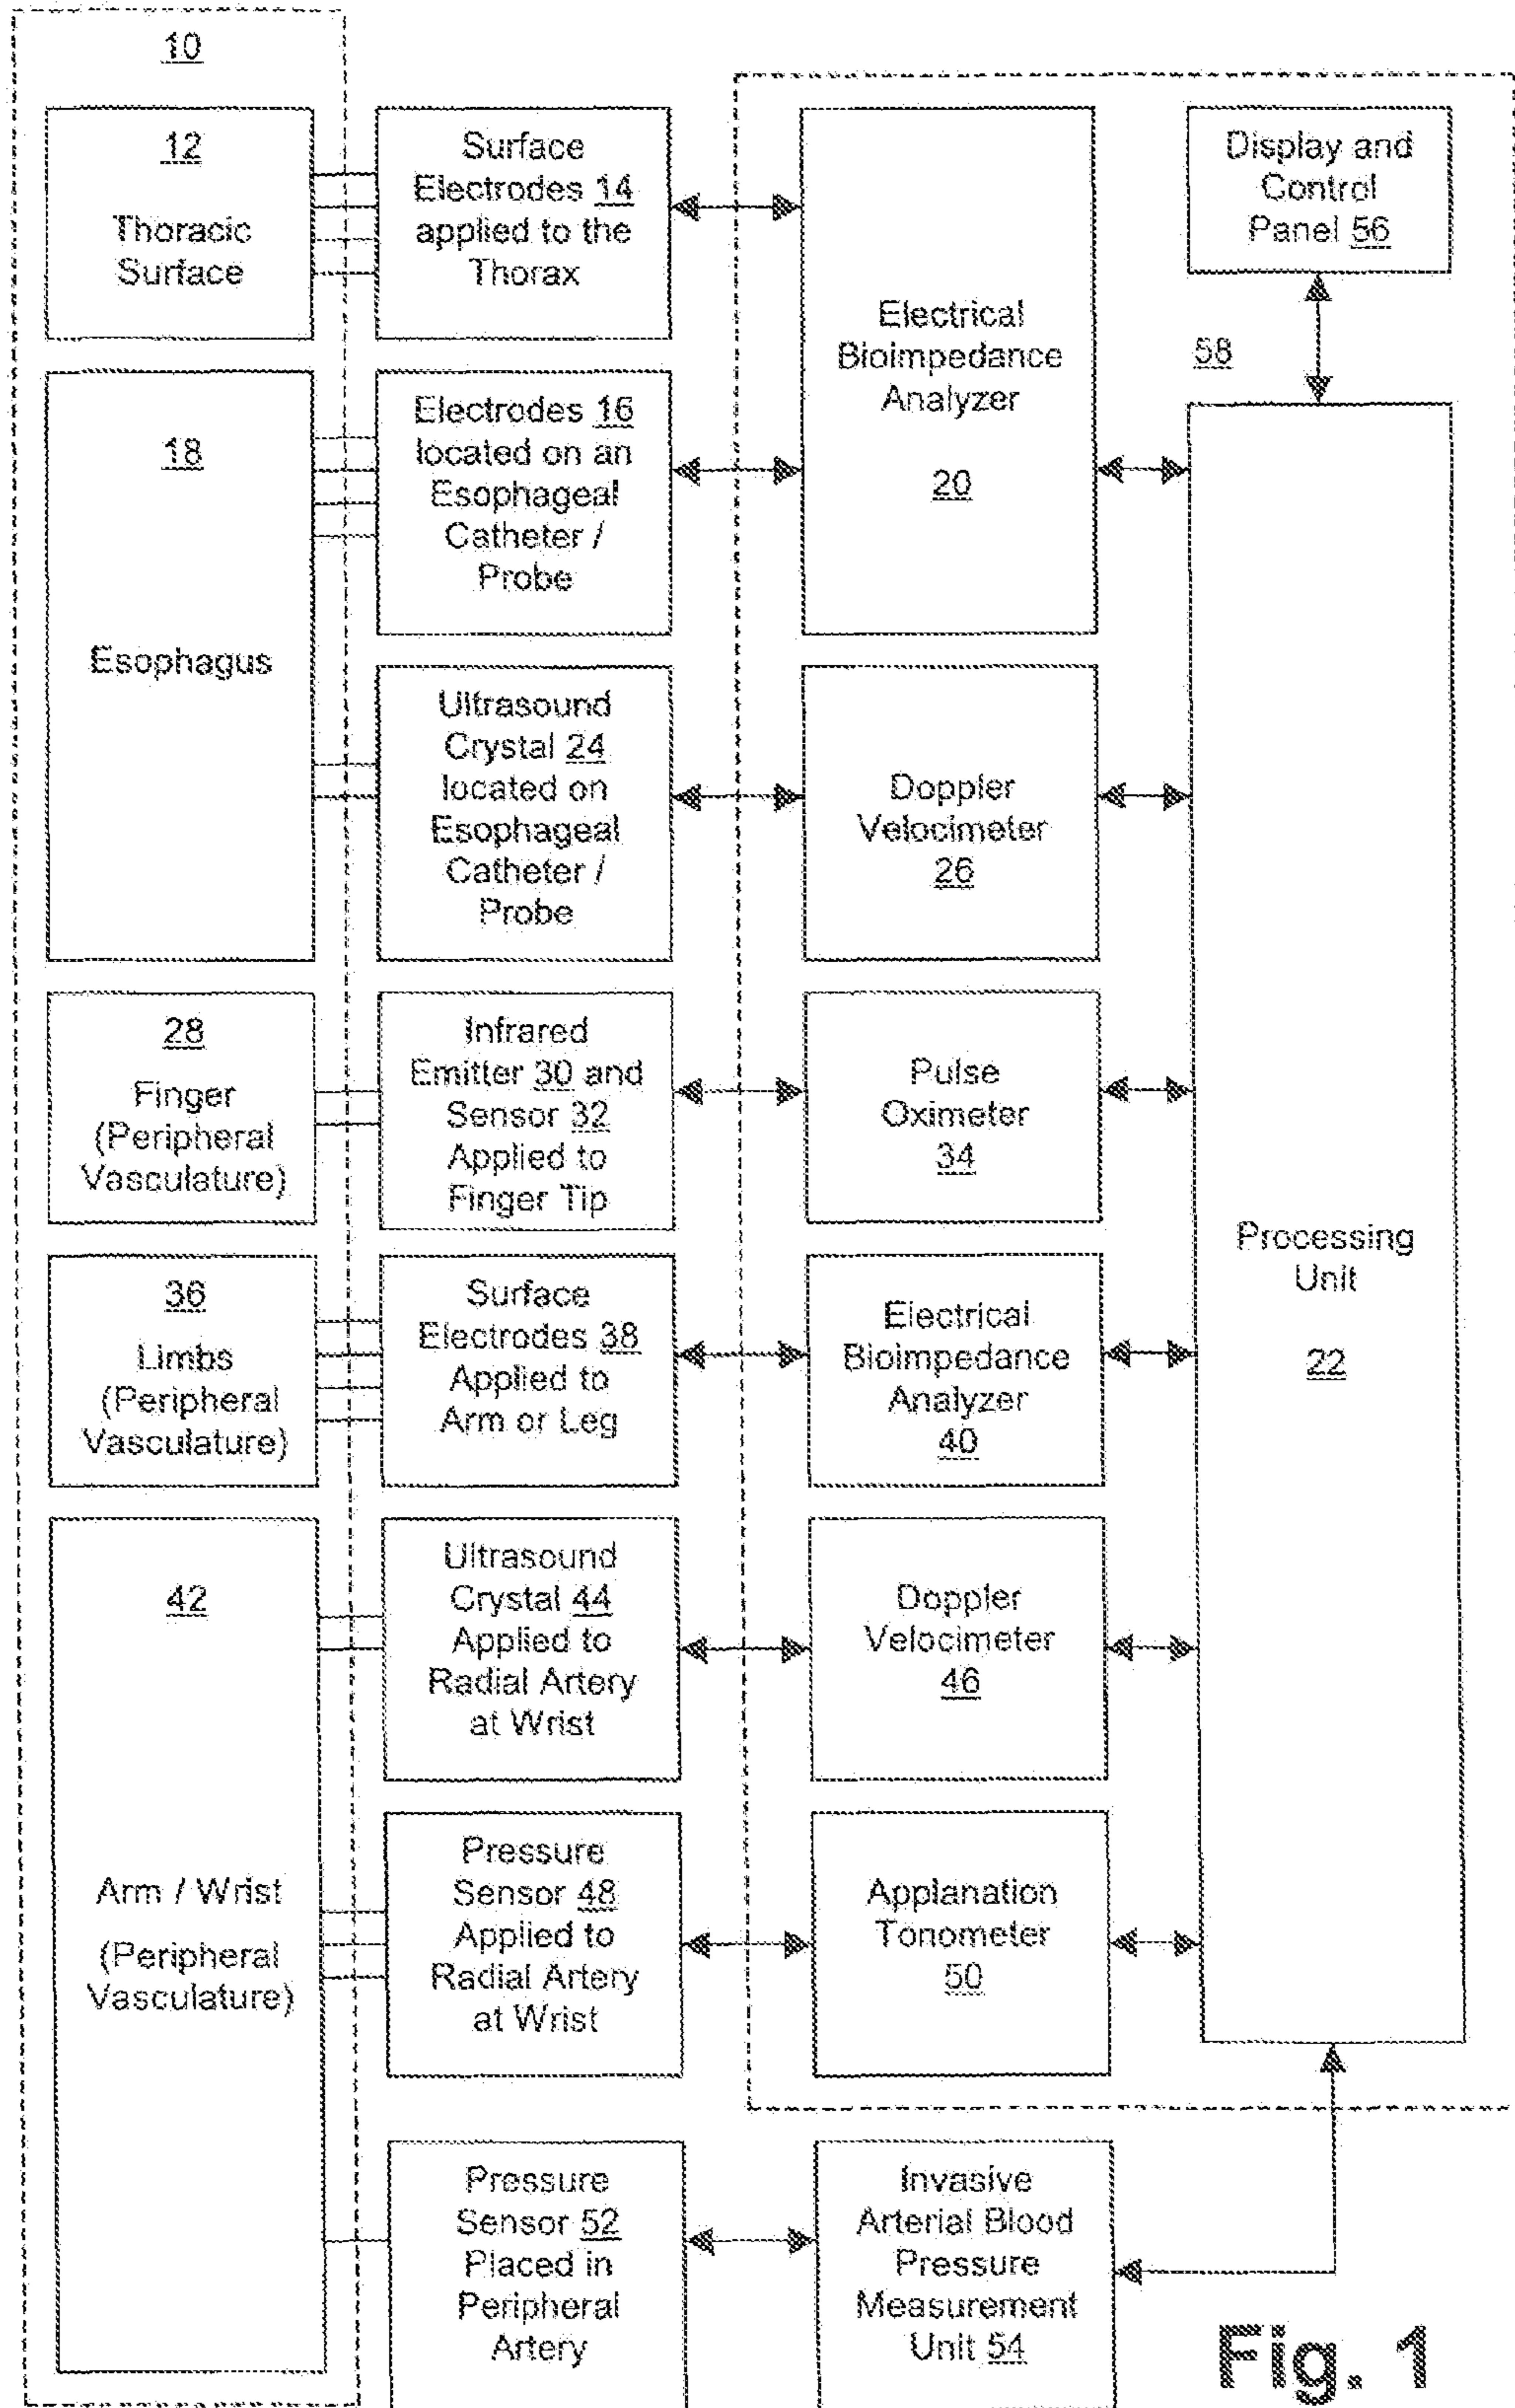 10
12
Thoracic
Surface
Surface
Electrodes 14
applied to the
Thorax
Electrical
Bioimpedance
Analyzer
20
Display and
Control
Panel 56
58
18
Esophagus
Electrodes 16
located on an
Esophageal
Catheter /
Probe
Ultrasound
Crystal 24
located on
Esophageal
Catheter /
Probe
Doppler
Velocimeter
26
28
Finger
(Peripheral
Vasculature)
Infrared
Emitter 30 and
Sensor 32
Applied to
Finger Tip
Pulse
Oximeter
34
Processing
Unit
22
36
Limbs
(Peripheral
Vasculature)
Surface
Electrodes 38
Applied to
Arm or Leg
Electrical
Bioimpedance
Analyzer
40
42
Arm / Wrist
(Peripheral
Vasculature)
Ultrasound
Crystal 44
Applied to
Radial Artery
at Wrist
Doppler
Velocimeter
46
Pressure
Sensor 48
Applied to
Radial Artery
at Wrist
Applanation
Tonometer
50
Pressure
Sensor 52
Placed in
Peripheral
Artery
Invasive
Arterial Blood
Pressure
Measurement
Unit 54
Fig. 1